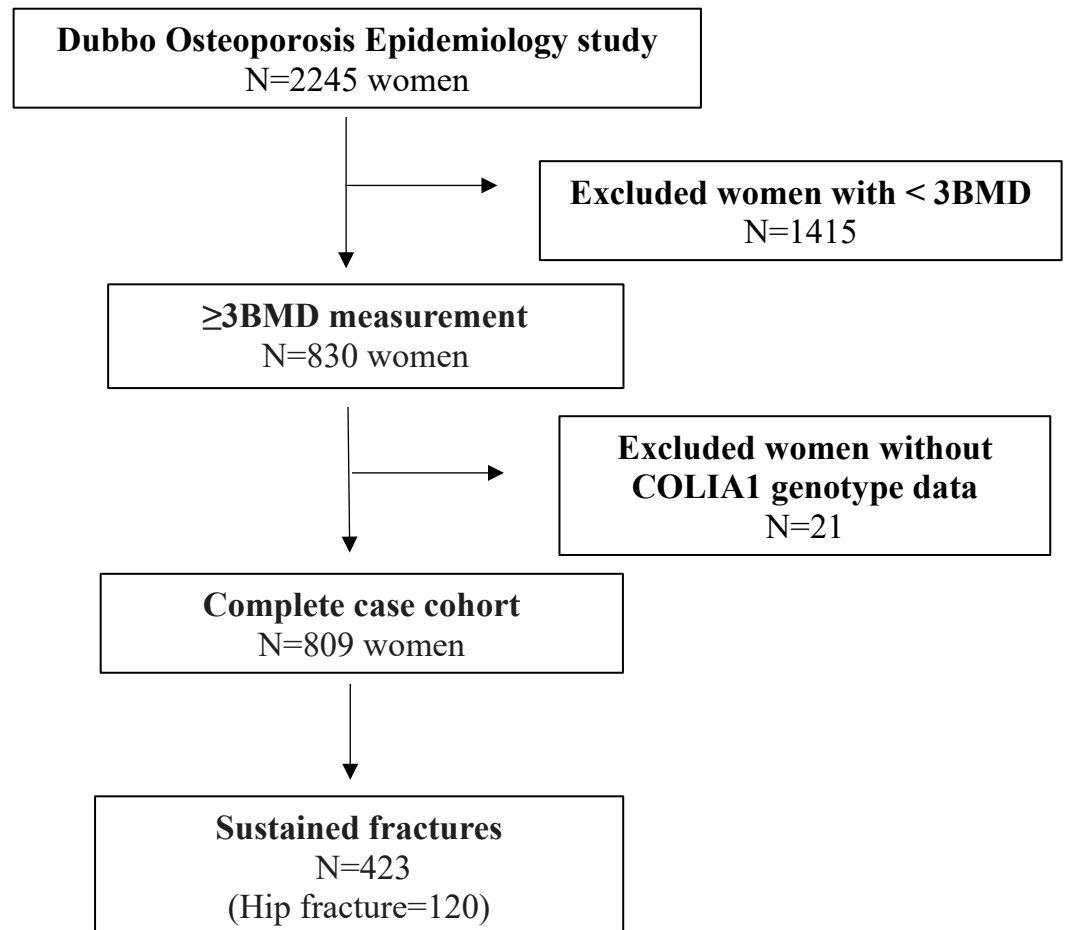 Dubbo Osteoporosis Epidemiology study
N=2245 women
Excluded women with < 3BMD
N=1415
≥3BMD measurement
N=830 women
Excluded women without
COLIA1 genotype data
N=21
Complete case cohort
N=809 women
Sustained fractures
N=423
(Hip fracture=120)